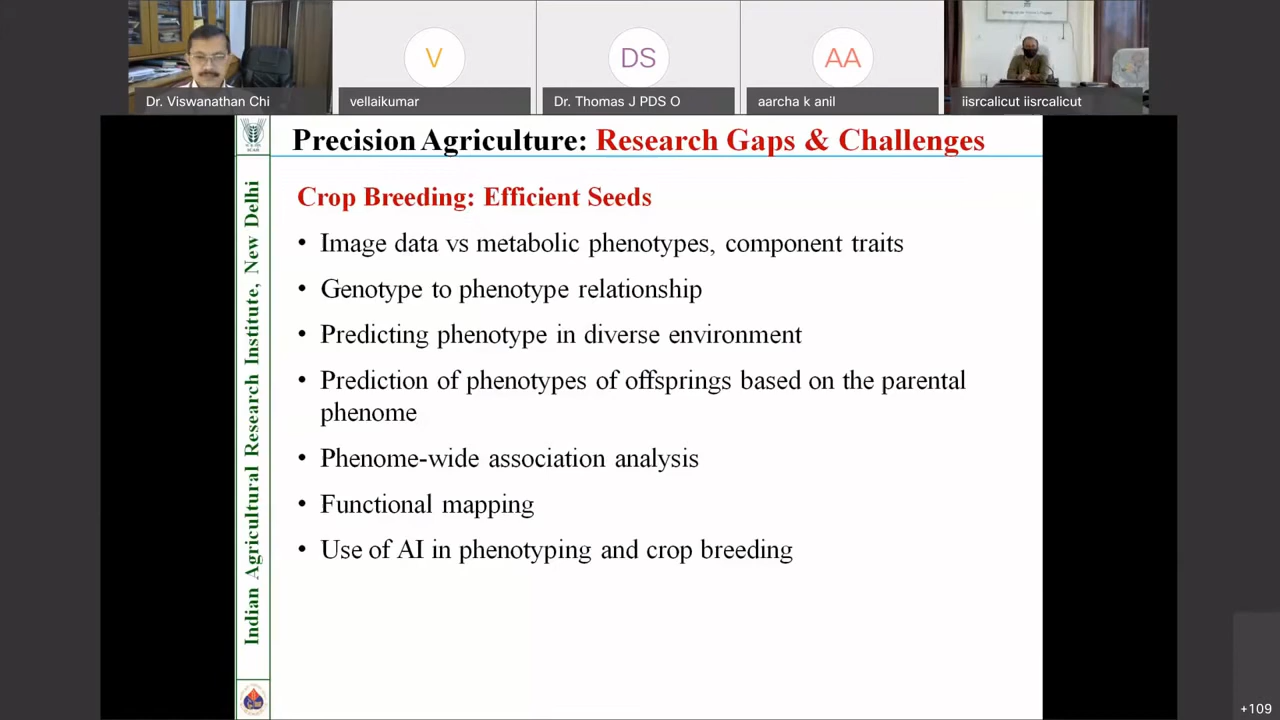 V
DS
AA
Dr. Viswanathan Chi
vellaikumar
Dr. Thomas J PDS O
aarcha k anil
iisrcalicut iisrcalicut
Precision Agriculture: Research Gaps & Challenges
Indian Agricultural Research Institute, New Delhi
Crop Breeding: Efficient Seeds
• Image data vs metabolic phenotypes, component traits
• Genotype to phenotype relationship
• Predicting phenotype in diverse environment
• Prediction of phenotypes of offsprings based on the parental
phenome
• Phenome-wide association analysis
• Functional mapping
• Use of AI in phenotyping and crop breeding
+109